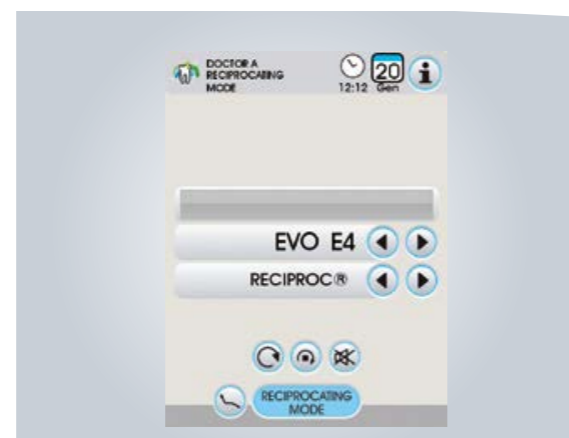 DOCTOR A
RECIPROCATING
MODE
12:12
20
Gen
EVO E4
RECIPROC®
RECIPROCATING
MODE